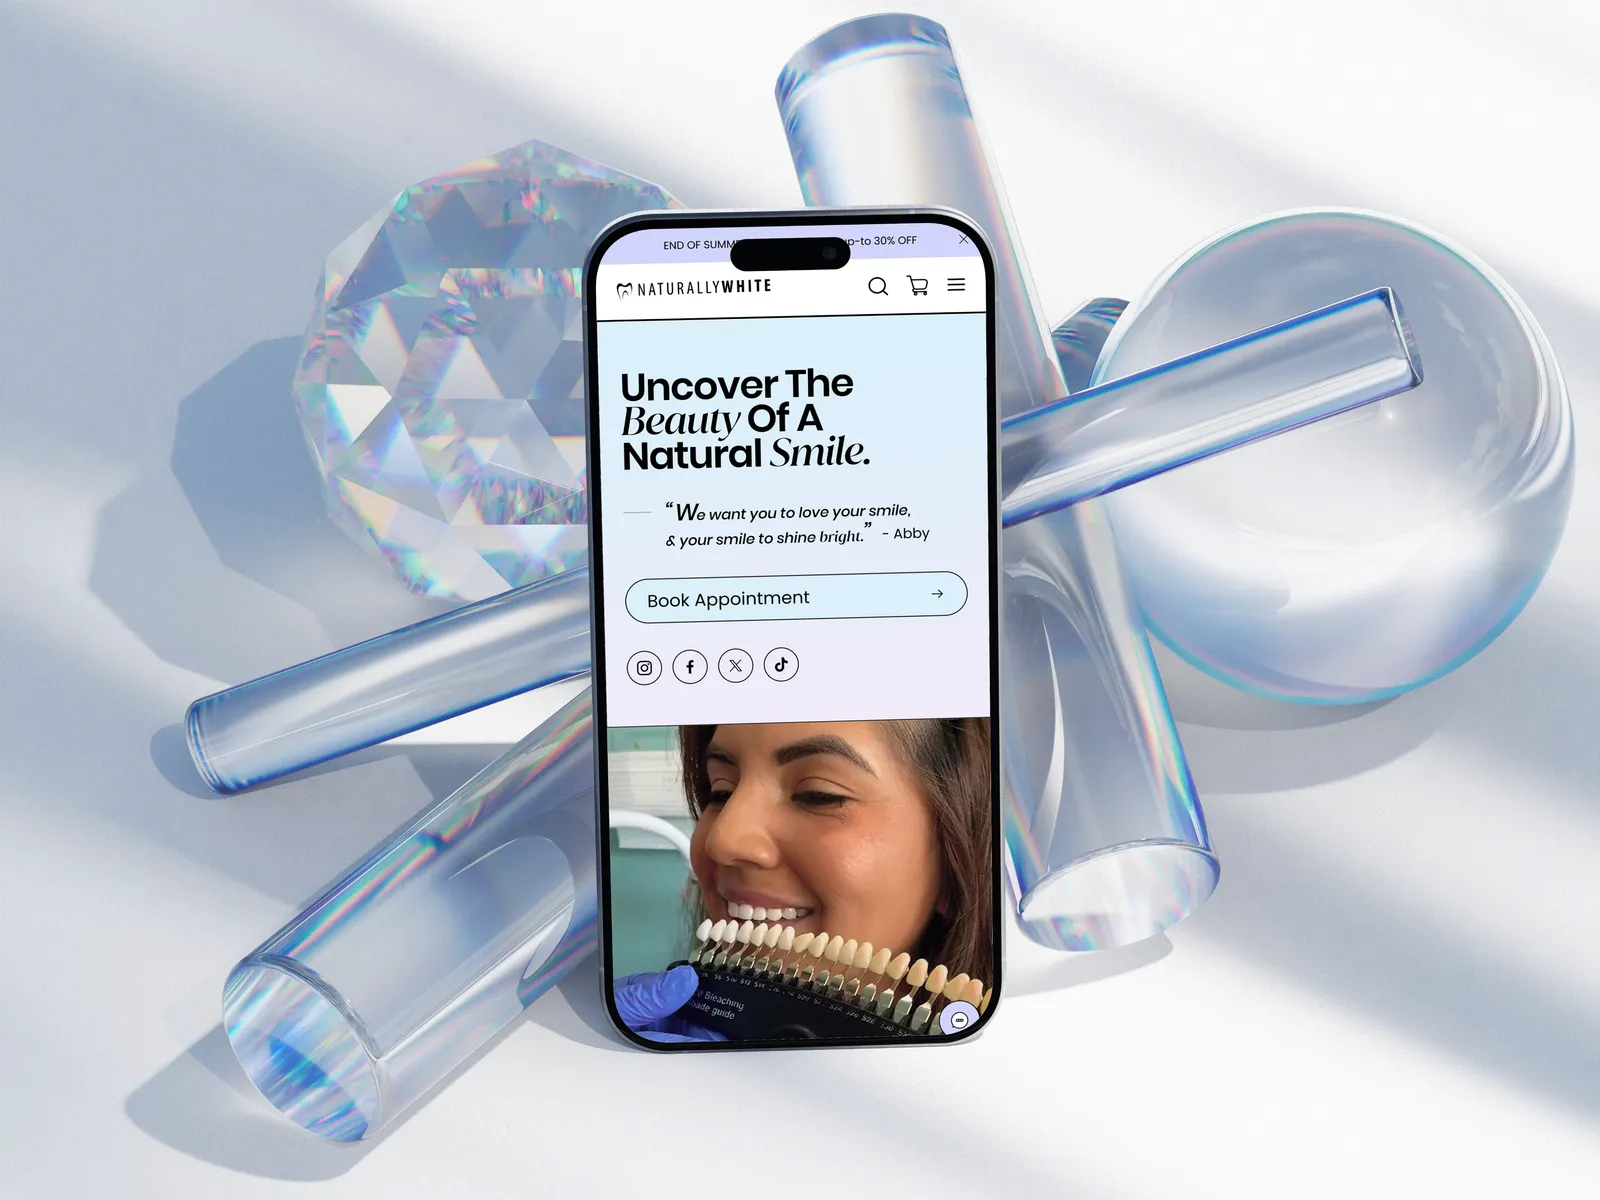 END OF SUMM up-to 30% OFF
NATURALLYWHITE
Uncover The
Beauty Of A
Natural Smile.
“We want you to love your smile,
& your smile to shine bright.” - Abby
Book Appointment
Bleaching
shade guide